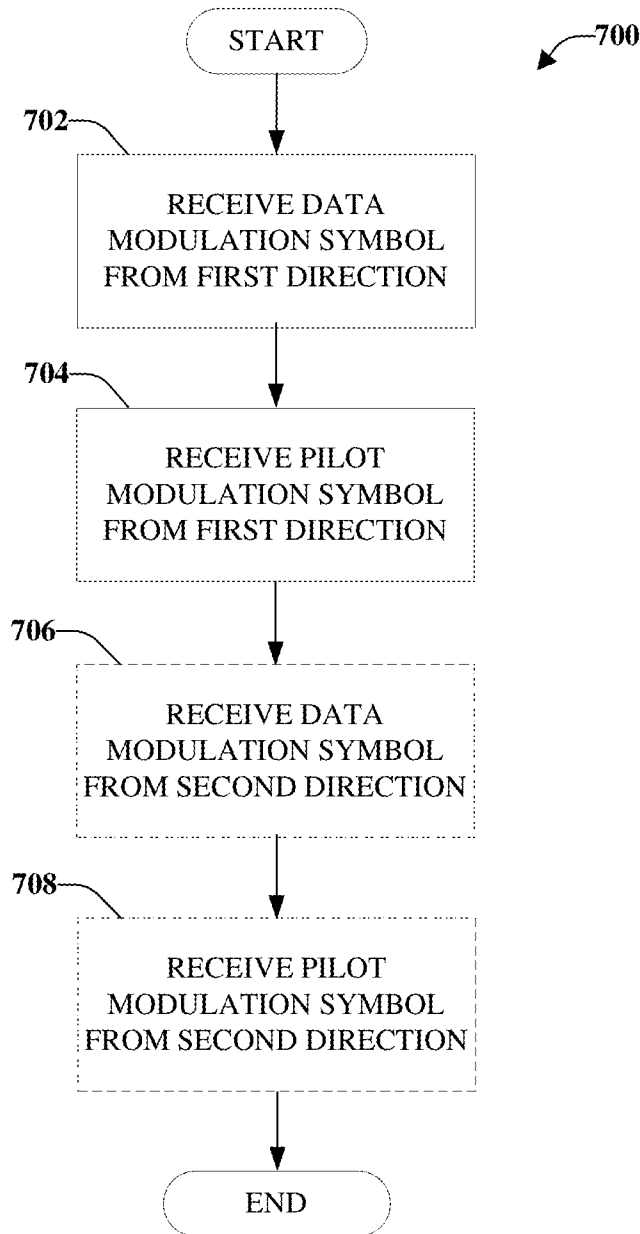 START
700
702
RECEIVE DATA
MODULATION SYMBOL
FROM FIRST DIRECTION
704
RECEIVE PILOT
MODULATION SYMBOL
FROM FIRST DIRECTION
706
RECEIVE DATA
MODULATION SYMBOL
FROM SECOND DIRECTION
708
RECEIVE PILOT
MODULATION SYMBOL
FROM SECOND DIRECTION
END